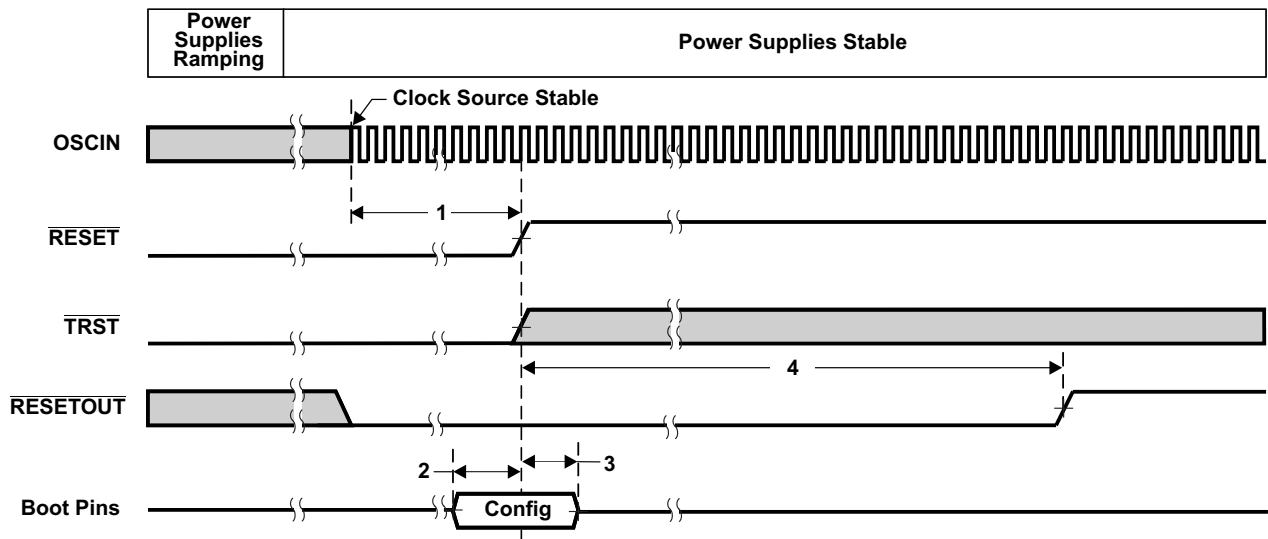 Power
Supplies
Ramping
Power Supplies Stable
Clock Source Stable
OSCIN
1
RESET
TRST
4
RESETOUT
2
3
Boot Pins
Config